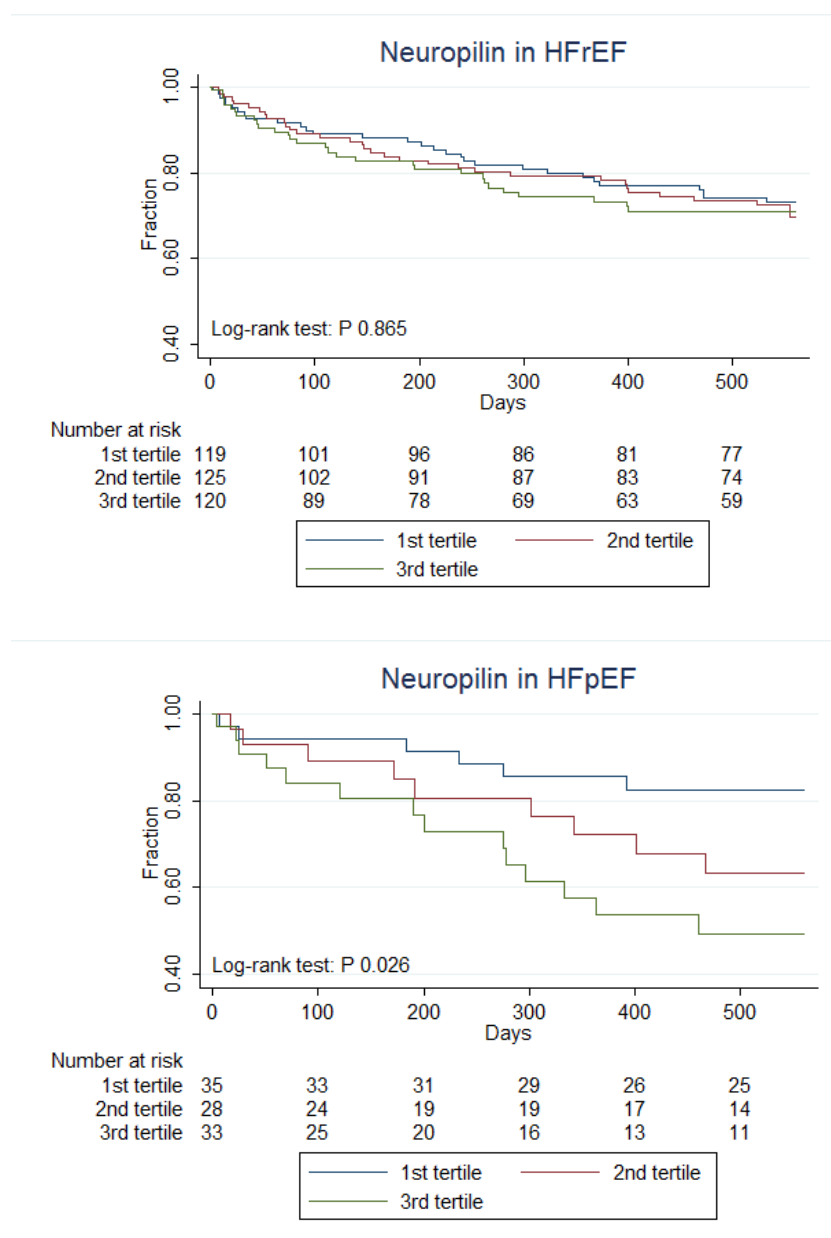 Neuropilin in HFrEF
1.00
0.80
0.60
0.40
Fraction
Log-rank test: P 0.865
0 100 200 300 400 500
Days
Number at risk
1st tertile 119 101 96 86 81 77
2nd tertile 125 102 91 87 83 74
3rd tertile 120 89 78 69 63 59
1st tertile 2nd tertile
3rd tertile
Neuropilin in HFpEF
1.00
0.80
0.60
0.40
Fraction
Log-rank test: P 0.026
0 100 200 300 400 500
Days
Number at risk
1st tertile 35 33 31 29 26 25
2nd tertile 28 24 19 19 17 14
3rd tertile 33 25 20 16 13 11
1st tertile 2nd tertile
3rd tertile